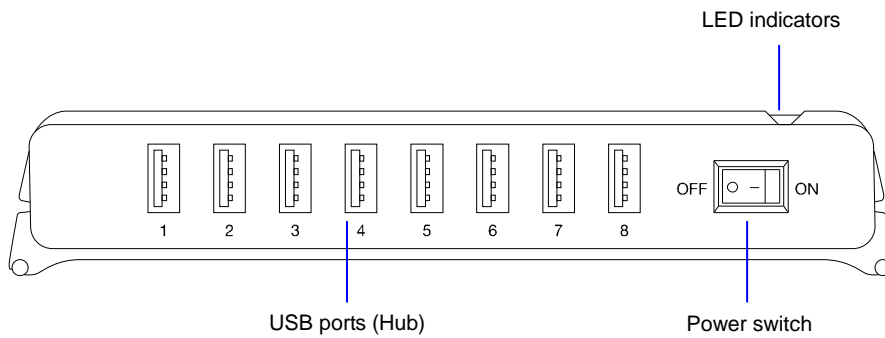 LED indicators
OFF
ON
1 2 3 4 5 6 7 8
USB ports (Hub)
Power switch